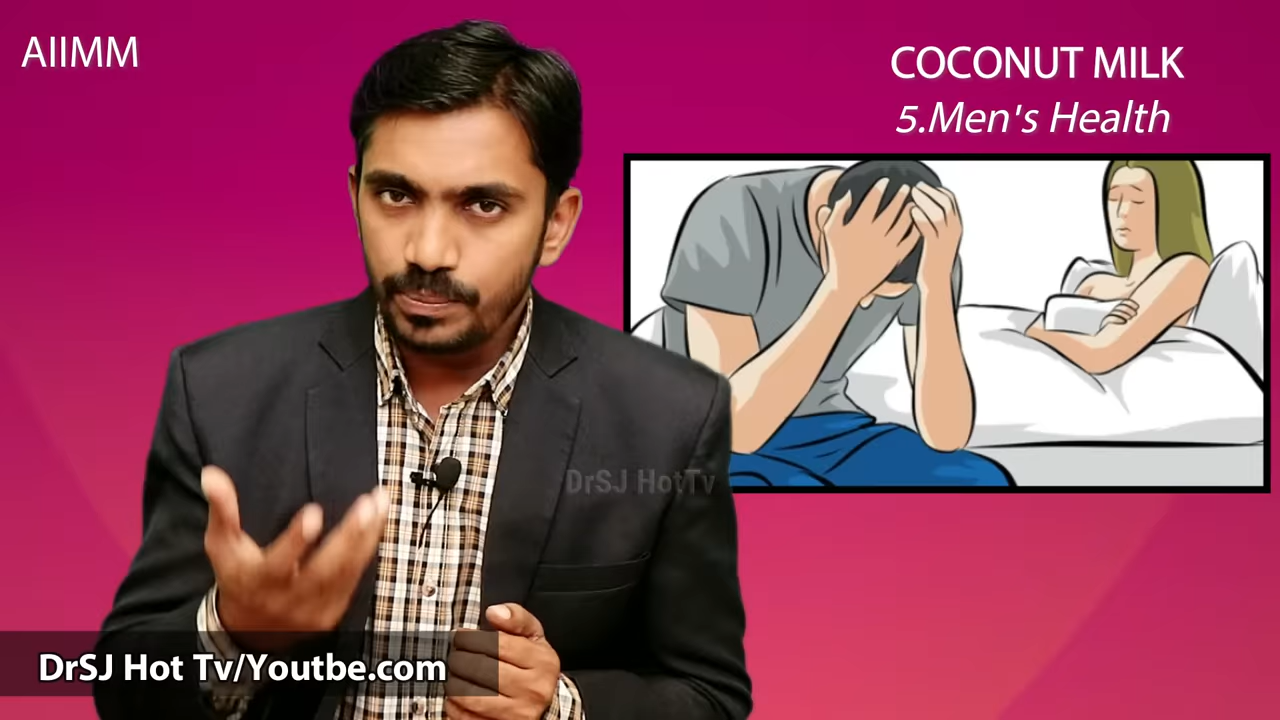 AIIMM
COCONUT MILK
5.Men's Health
DrSJ HotTv
DrSJ Hot Tv/Youtbe.com